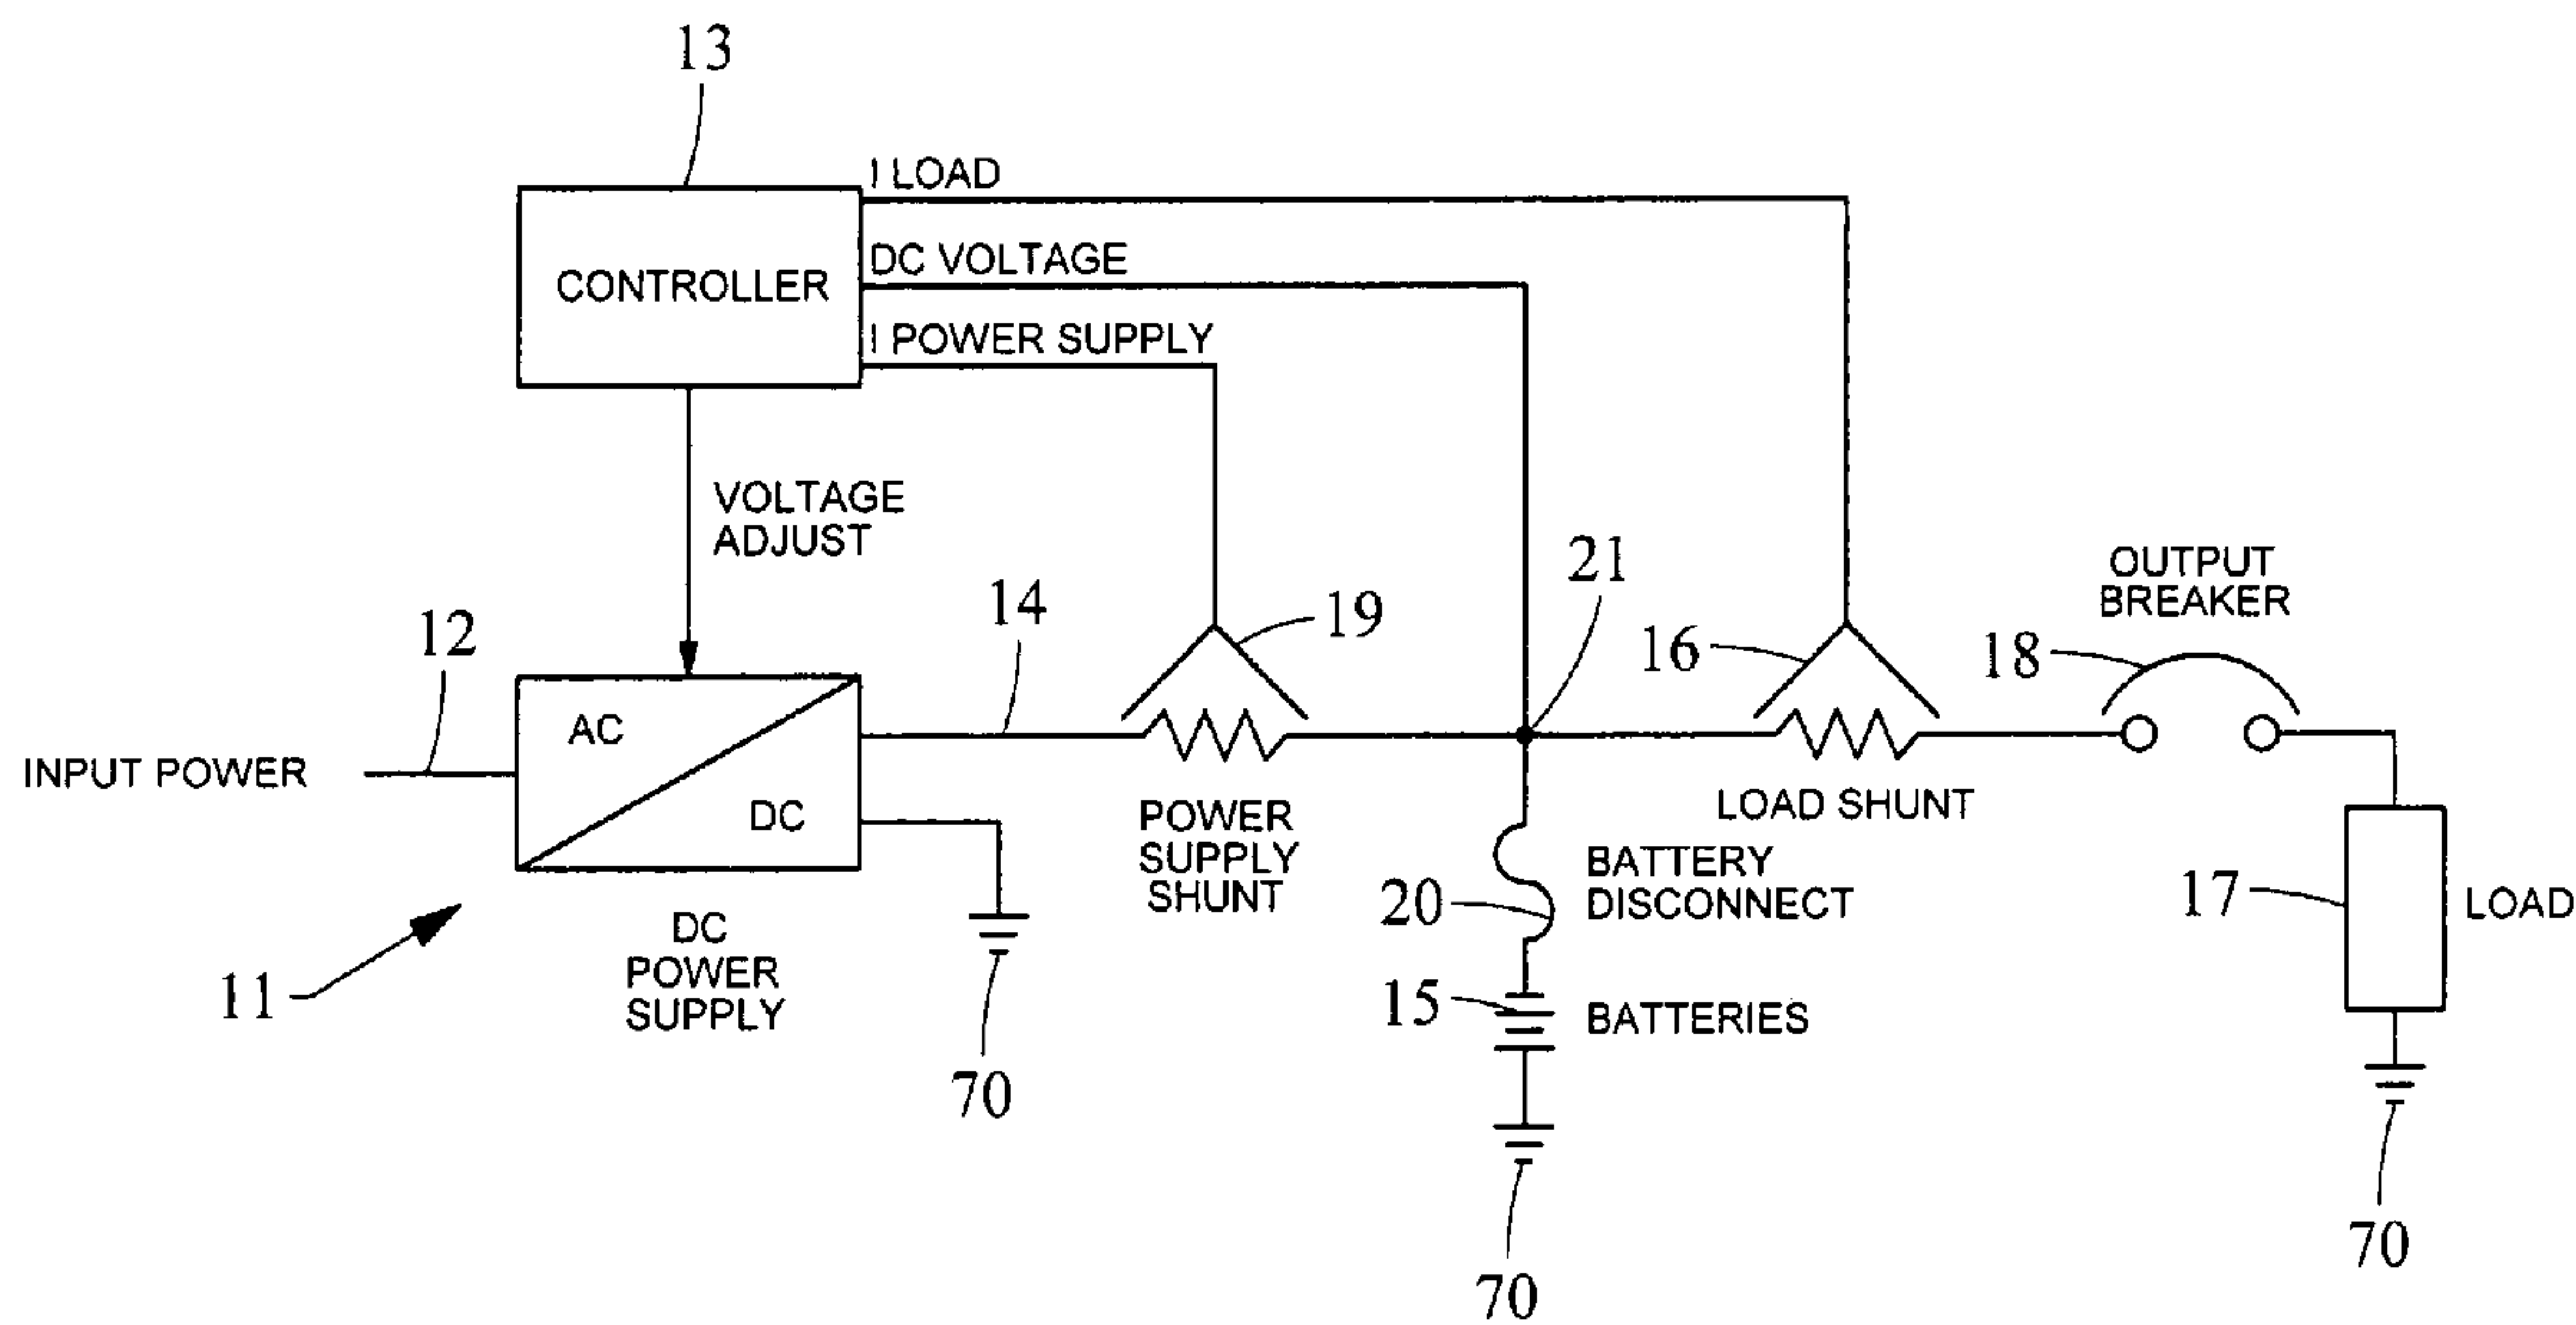 13
I LOAD
DC VOLTAGE
CONTROLLER
I POWER SUPPLY
VOLTAGE
ADJUST
21
OUTPUT
BREAKER
14
19
12
16
18
AC
INPUT POWER
DC
LOAD SHUNT
POWER
SUPPLY
SHUNT
BATTERY
DISCONNECT
20
17
LOAD
DC
POWER
SUPPLY
11
15
BATTERIES
70
70
70